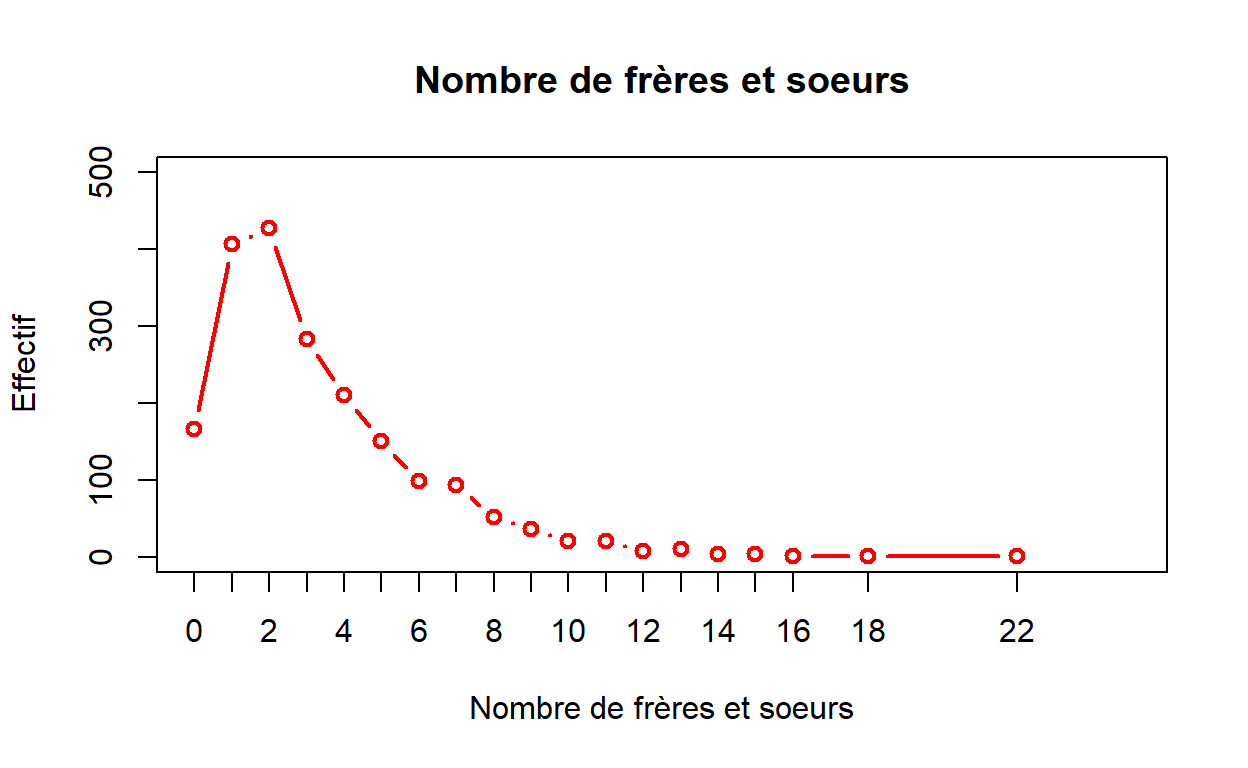 Nombre de frères et soeurs
500
300
100
0
Effectif
0 2 4 6 8 10 12 14 16 18 22
Nombre de frères et soeurs